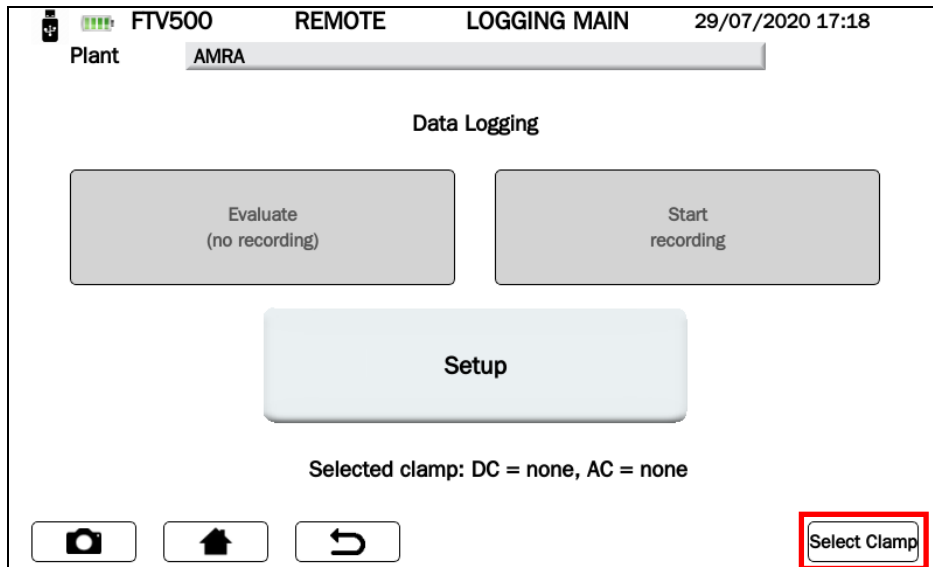 FTV500 REMOTE LOGGING MAIN 29/07/2020 17:18
Plant AMRA
Data Logging
Evaluate
(no recording)
Start
recording
Setup
Selected clamp: DC = none, AC = none
Select Clamp